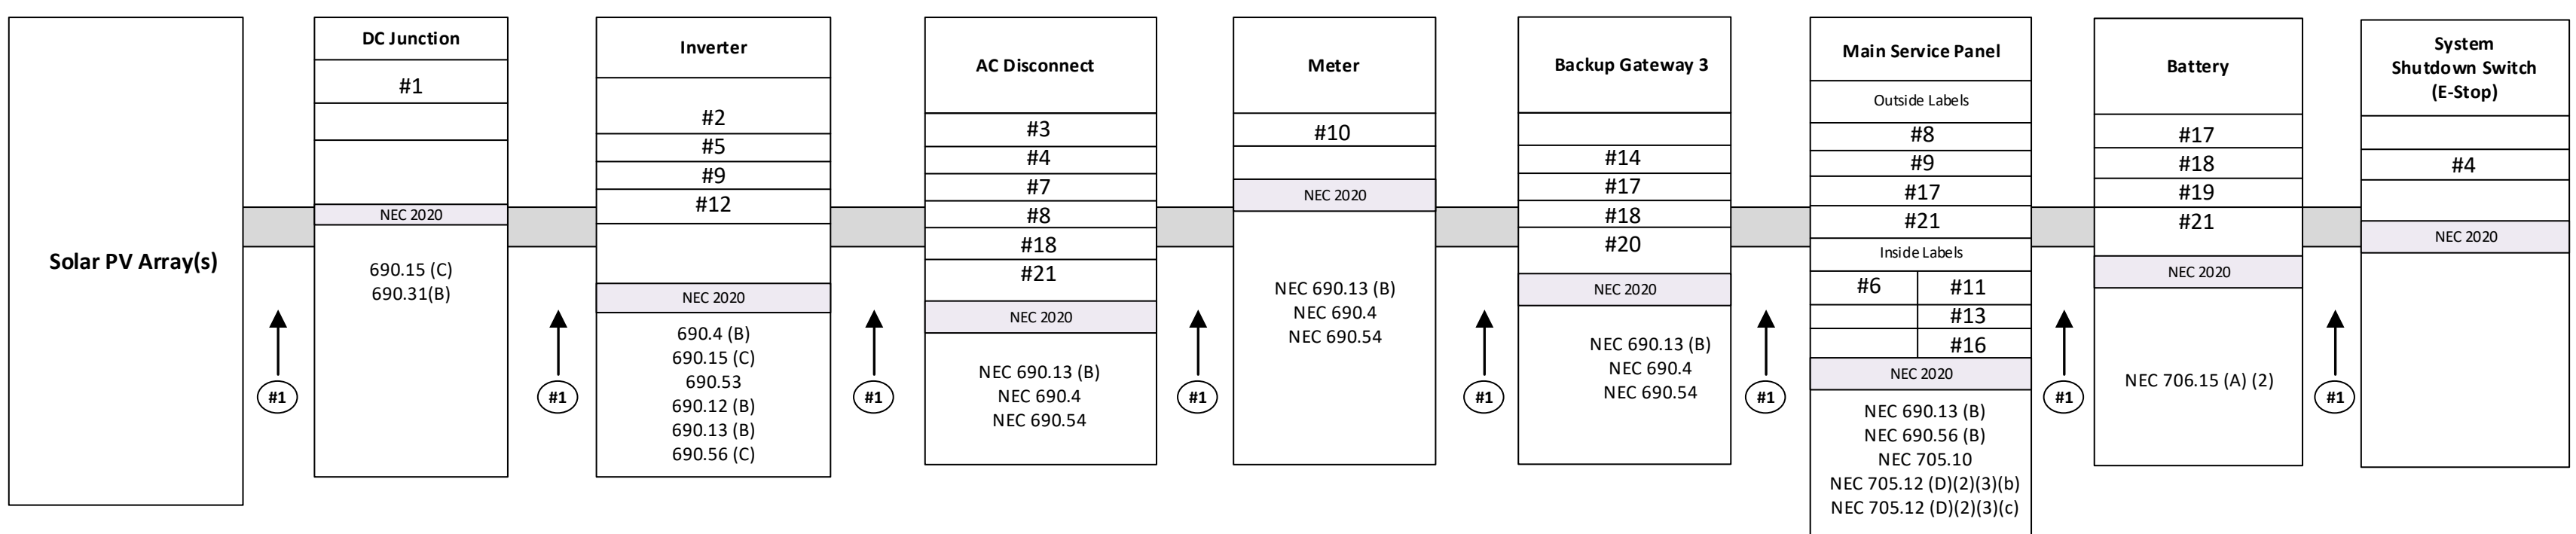 Solar PV Array(s)
#1
DC Junction
#1
NEC 2020
690.15 (C)
690.31(B)
#1
Inverter
#2
#5
#9
#12
NEC 2020
690.4 (B)
690.15 (C)
690.53
690.12 (B)
690.13 (B)
690.56 (C)
#1
AC Disconnect
#3
#4
#7
#8
#18
#21
NEC 2020
NEC 690.13 (B)
NEC 690.4
NEC 690.54
#1
Meter
#10
NEC 2020
NEC 690.13 (B)
NEC 690.4
NEC 690.54
#1
Backup Gateway 3
#14
#17
#18
#20
NEC 2020
NEC 690.13 (B)
NEC 690.4
NEC 690.54
#1
Main Service Panel
Outside Labels
#8
#9
#17
#21
Inside Labels
#6 #11
#13
#16
NEC 2020
NEC 690.13 (B)
NEC 690.56 (B)
NEC 705.10
NEC 705.12 (D)(2)(3)(b)
NEC 705.12 (D)(2)(3)(c)
#1
Battery
#17
#18
#19
#21
NEC 2020
NEC 706.15 (A) (2)
#1
System
Shutdown Switch
(E-Stop)
#4
NEC 2020